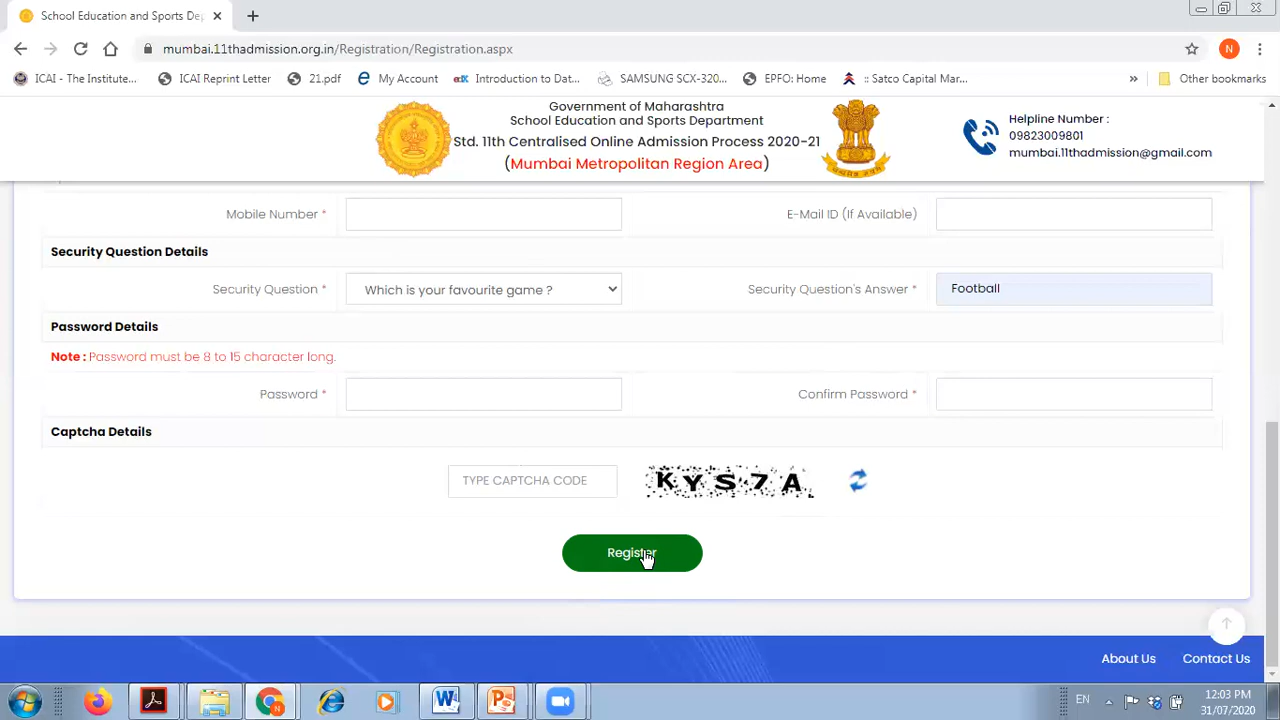 School Education and Sports De
mumbai.11thadmission.org.in/Registration/Registration.aspx
N
ICAI - The Institute...
ICAI Reprint Letter
21.pdf
My Account
edX
Introduction to Dat...
SAMSUNG SCX-320...
EPFO: Home
:: Satco Capital Mar...
»
Other bookmarks
Government of Maharashtra
School Education and Sports Department
Std. 11th Centralised Online Admission Process 2020-21
(Mumbai Metropolitan Region Area)
Helpline Number :
09823009801
mumbai.11thadmission@gmail.com
Mobile Number *
E-Mail ID (If Available)
Security Question Details
Security Question *
Which is your favourite game ?
Security Question's Answer *
Football
Password Details
Note : Password must be 8 to 15 character long.
Password *
Confirm Password *
Captcha Details
TYPE CAPTCHA CODE
KYS7A
Register
About Us
Contact Us
EN
12:03 PM
31/07/2020